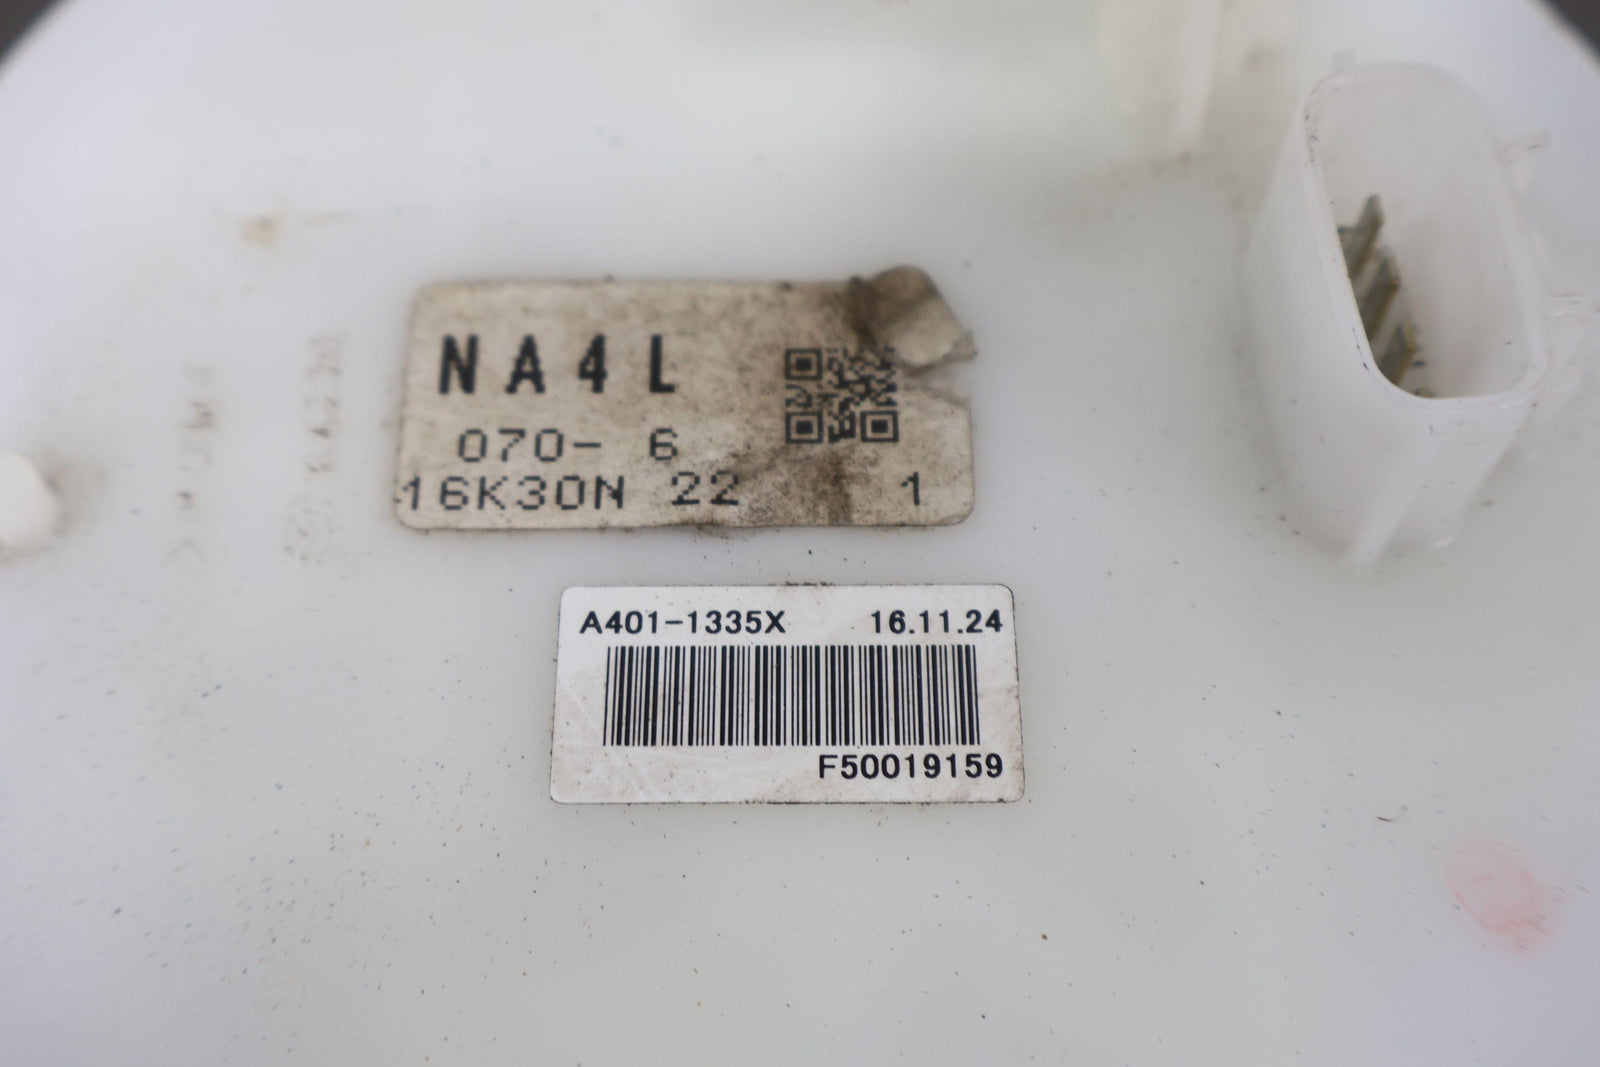 NA4L
070- 6
16K30N 22 1
A401-1335X 16.11.24
F50019159